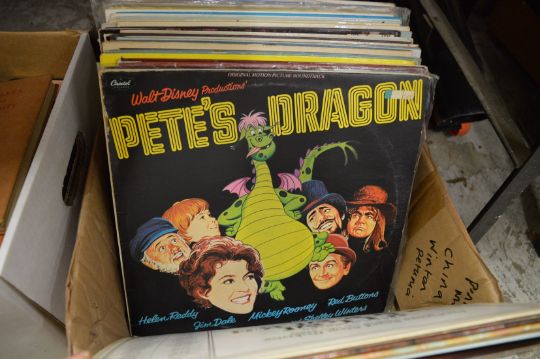 ORIGINAL MOTION PICTURE SOUNDTRACK
Capitol
Walt Disney Productions'
PETE'S DRAGON
Helen Reddy
Jim Dale
Mickey Rooney
Red Buttons
and Shelley Winters
China